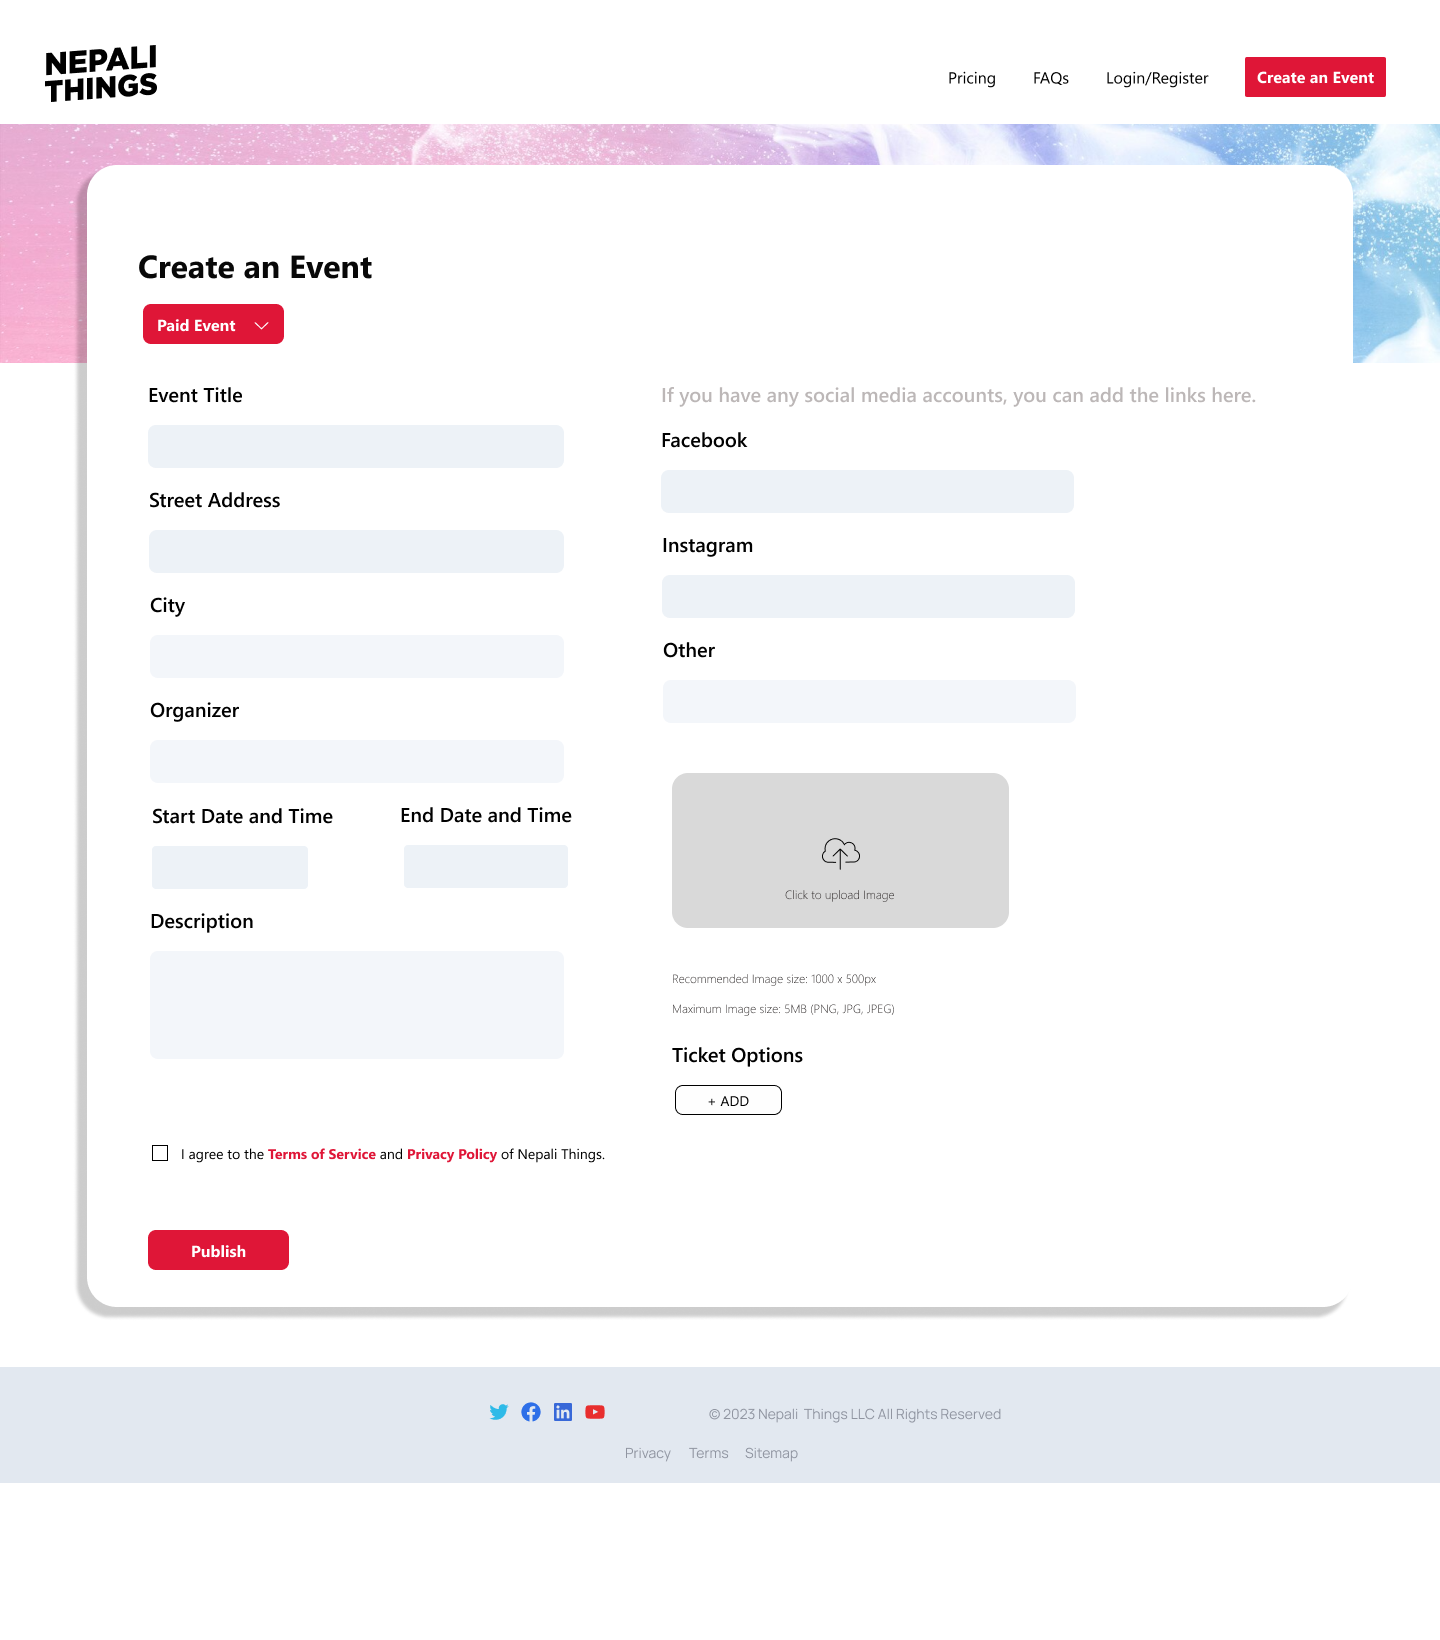 NEPALI
THINGS
Pricing
FAQs
Login/Register
Create an Event
Create an Event
Paid Event
Event Title
Street Address
City
Organizer
Start Date and Time
End Date and Time
Description
If you have any social media accounts, you can add the links here.
Facebook
Instagram
Other
Click to upload Image
Recommended Image size: 1000 x 500px
Maximum Image size: 5MB (PNG, JPG, JPEG)
Ticket Options
+ ADD
I agree to the Terms of Service and Privacy Policy of Nepali Things.
Publish
© 2023 Nepali Things LLC All Rights Reserved
Privacy
Terms
Sitemap